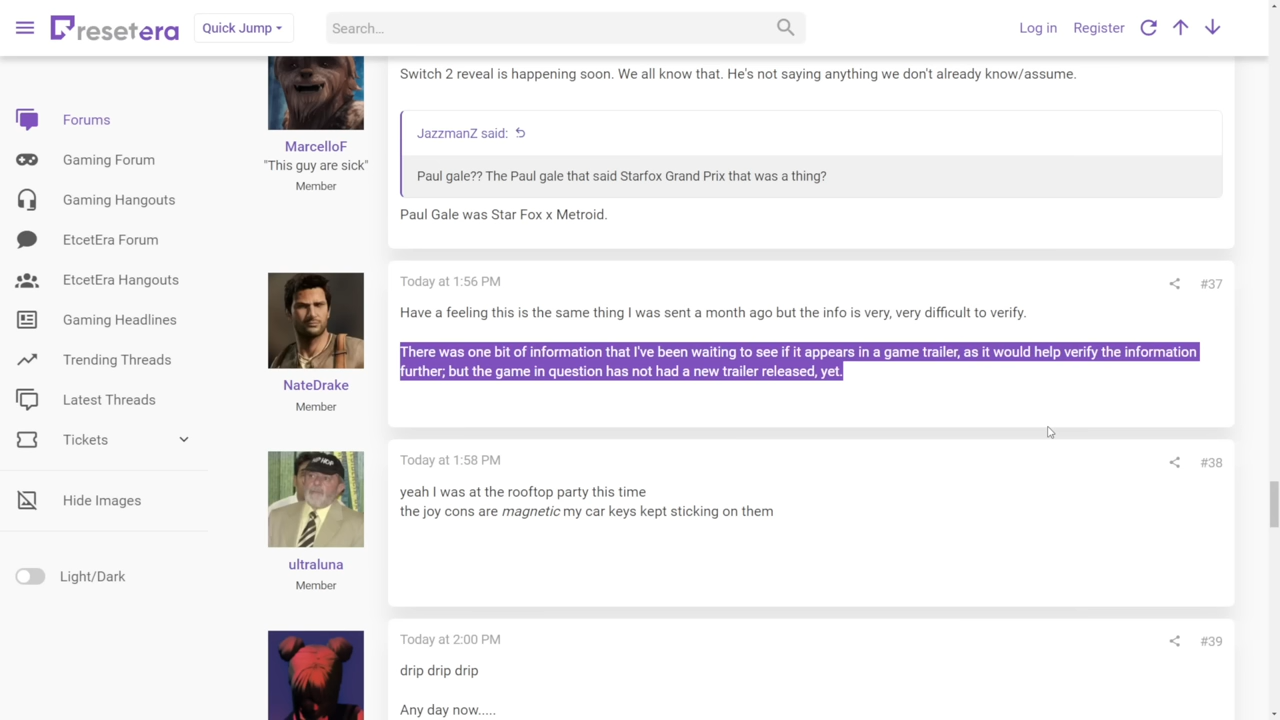 resetera
Quick Jump
Search...
Log in
Register
Forums
Gaming Forum
Gaming Hangouts
EtcetEra Forum
EtcetEra Hangouts
Gaming Headlines
Trending Threads
Latest Threads
Tickets
Hide Images
Light/Dark
MarcelloF
"This guy are sick"
Member
Switch 2 reveal is happening soon. We all know that. He's not saying anything we don't already know/assume.
JazzmanZ said:
Paul gale?? The Paul gale that said Starfox Grand Prix that was a thing?
Paul Gale was Star Fox x Metroid.
NateDrake
Member
Today at 1:56 PM
#37
Have a feeling this is the same thing I was sent a month ago but the info is very, very difficult to verify.
There was one bit of information that I've been waiting to see if it appears in a game trailer, as it would help verify the information
further; but the game in question has not had a new trailer released, yet.
HIP HOP
ultraluna
Member
Today at 1:58 PM
#38
yeah I was at the rooftop party this time
the joy cons are magnetic my car keys kept sticking on them
Today at 2:00 PM
#39
drip drip drip
Any day now.....